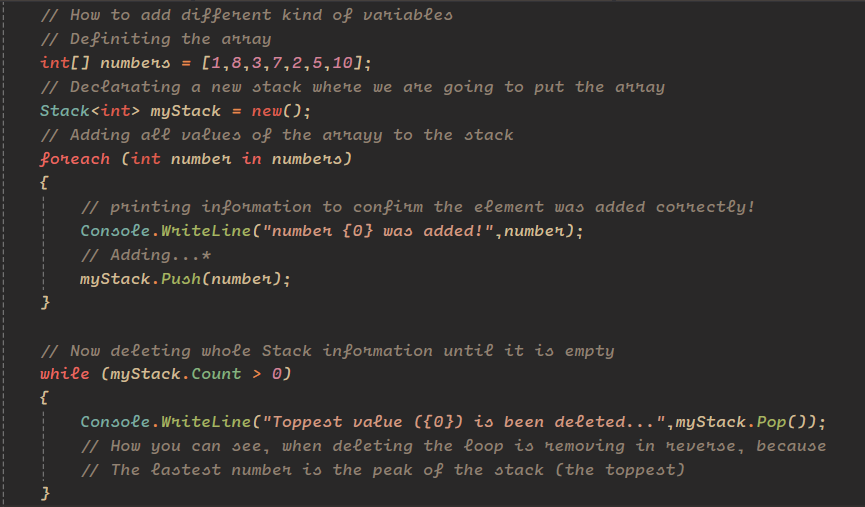 // How to add different kind of variables
// Definiting the array
int[] numbers = [1,8,3,7,2,5,10];
// Declarating a new stack where we are going to put the array
Stack<int> myStack = new();
// Adding all values of the arrayy to the stack
foreach (int number in numbers)
{
// printing information to confirm the element was added correctly!
Console.WriteLine("number {0} was added!",number);
// Adding...*
myStack.Push(number);
}
// Now deleting whole Stack information until it is empty
while (myStack.Count > 0)
{
Console.WriteLine("Toppest value ({0}) is been deleted...",myStack.Pop());
// How you can see, when deleting the loop is removing in reverse, because
// The lastest number is the peak of the stack (the toppest)
}